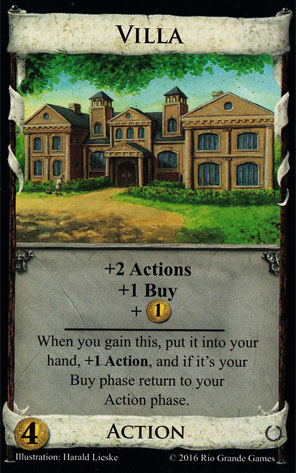 VILLA
+2 Actions
+1 Buy
+ 1
When you gain this, put it into your
hand, +1 Action, and if it's your
Buy phase return to your
Action phase.
4 ACTION
Illustration: Harald Lieske © 2016 Rio Grande Games